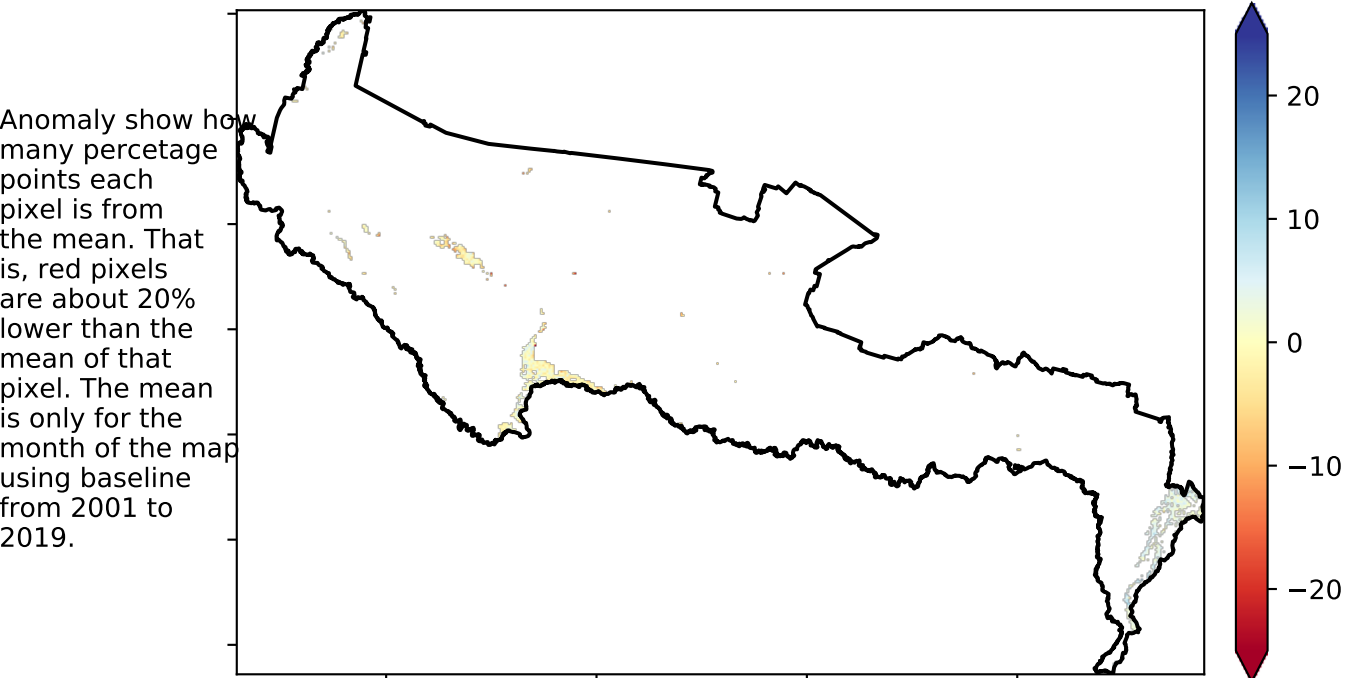 Anomaly show how
many percetage
points each
pixel is from
the mean. That
is, red pixels
are about 20%
lower than the
mean of that
pixel. The mean
is only for the
month of the map
using baseline
from 2001 to
2019.
20
10
0
−10
−20